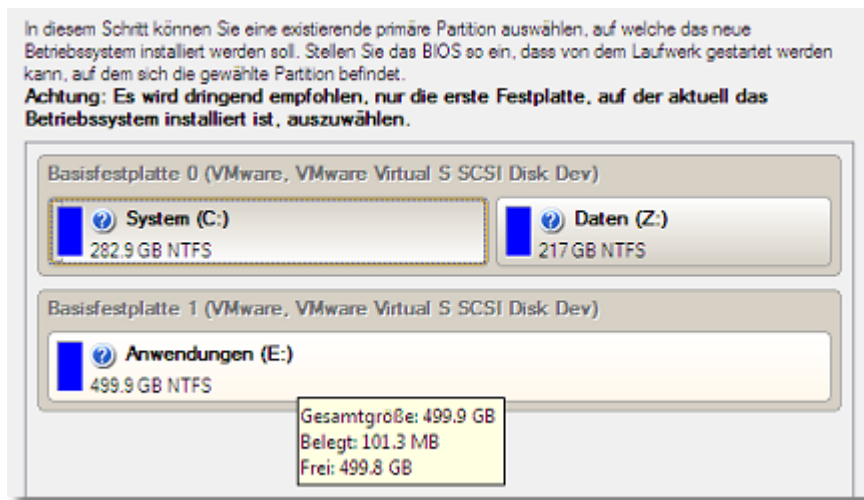 In diesem Schritt können Sie eine existierende primäre Partition auswählen, auf welche das neue
Betriebssystem installiert werden soll. Stellen Sie das BIOS so ein, dass von dem Laufwerk gestartet werden
kann, auf dem sich die gewählte Partition befindet.
Achtung: Es wird dringend empfohlen, nur die erste Festplatte, auf der aktuell das
Betriebssystem installiert ist, auszuwählen.
Basisfestplatte 0 (VMware, VMware Virtual S SCSI Disk Dev)
System (C:)
282.9 GB NTFS
Daten (Z:)
217 GB NTFS
Basisfestplatte 1 (VMware, VMware Virtual S SCSI Disk Dev)
Anwendungen (E:)
499.9 GB NTFS
Gesamtgröße: 499.9 GB
Belegt: 101.3 MB
Frei: 499.8 GB